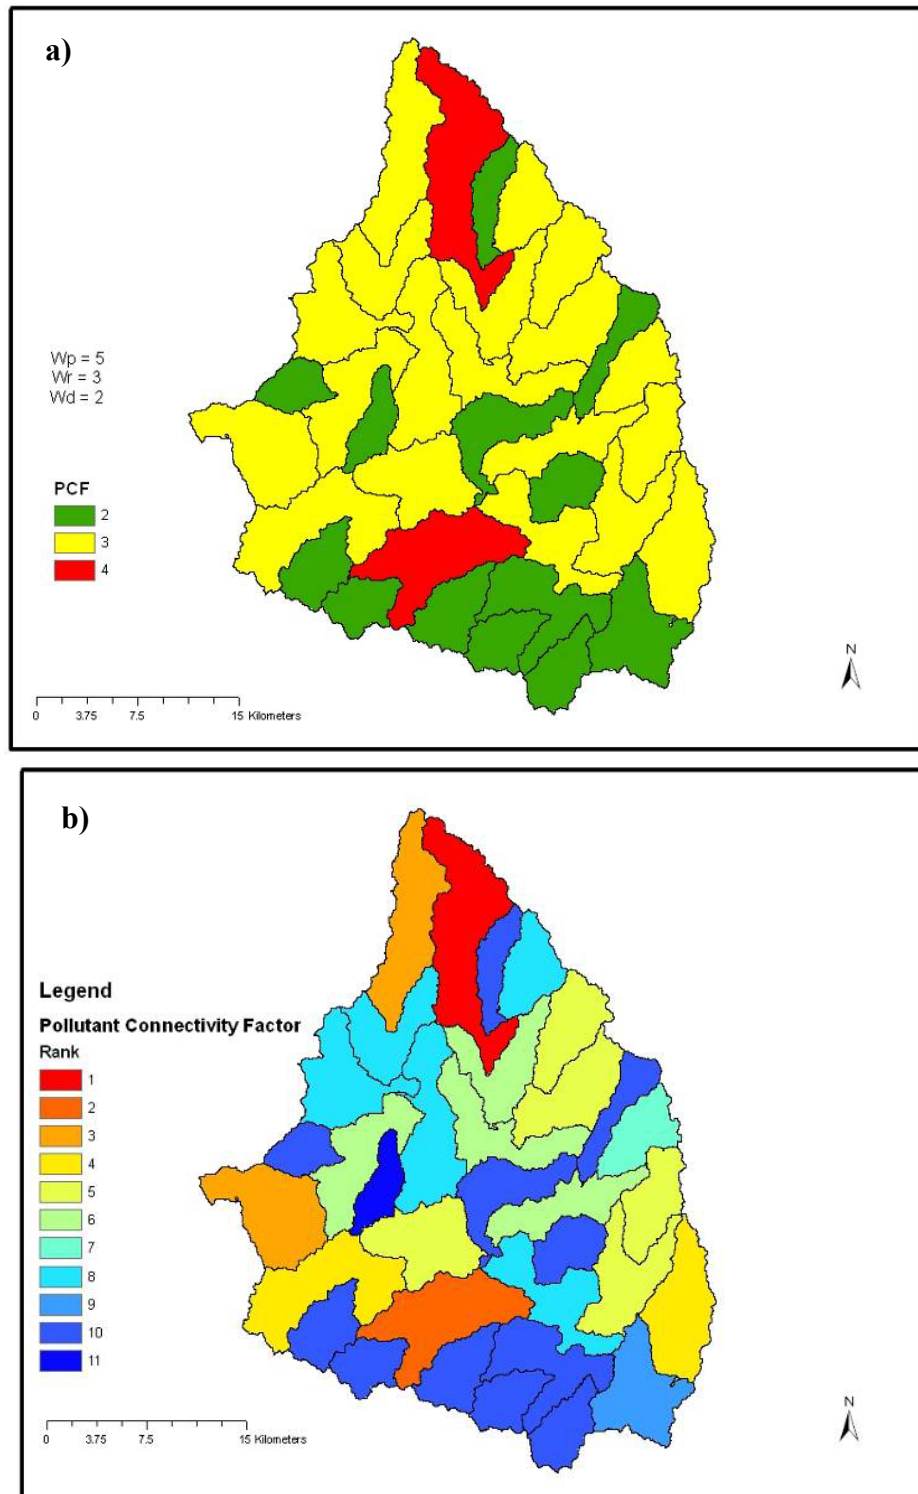 a)
Wp = 5
Wr = 3
Wd = 2
PCF
2
3
4
N
0 3.75 7.5 15 Kilometers
b)
Legend
Pollutant Connectivity Factor
Rank
1
2
3
4
5
6
7
8
9
10
11
N
0 3.75 7.5 15 Kilometers